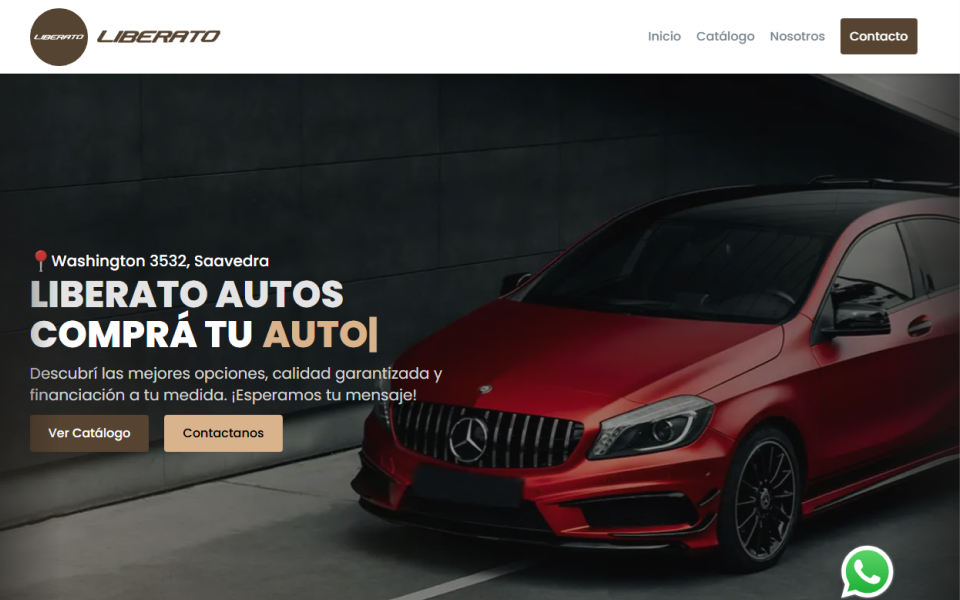 LIBERATO
LIBERATO
Inicio
Catálogo
Nosotros
Contacto
Washington 3532, Saavedra
LIBERATO AUTOS
COMPRÁ TU AUTO|
Descubrí las mejores opciones, calidad garantizada y
financiación a tu medida. ¡Esperamos tu mensaje!
Ver Catálogo
Contactanos